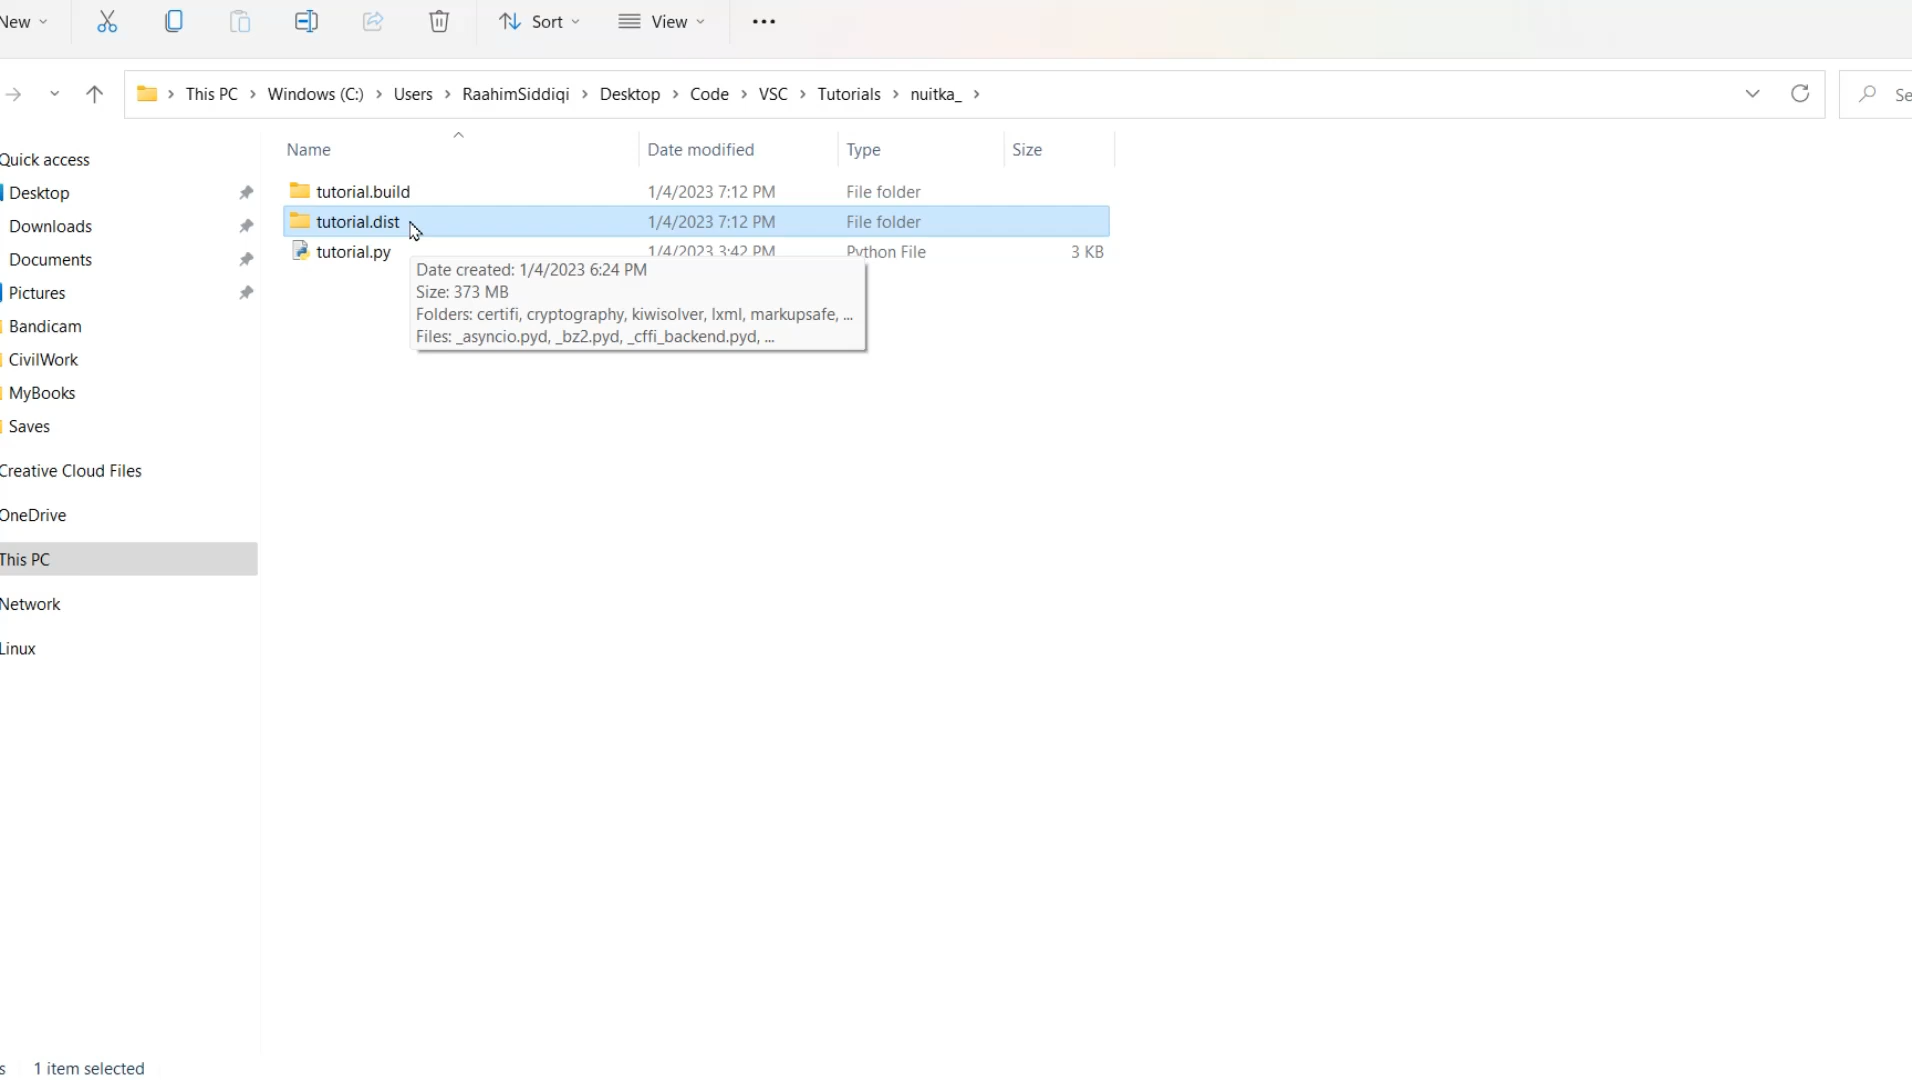 New
Sort
View
This PC > Windows (C:) > Users > RaahimSiddiqi > Desktop > Code > VSC > Tutorials > nuitka_ >
Se
Name Date modified Type Size
Quick access
Desktop
Downloads
Documents
Pictures
Bandicam
CivilWork
MyBooks
Saves
Creative Cloud Files
OneDrive
This PC
Network
Linux
tutorial.build 1/4/2023 7:12 PM File folder
tutorial.dist 1/4/2023 7:12 PM File folder
tutorial.py 1/4/2023 3:42 PM Python File 3 KB
Date created: 1/4/2023 6:24 PM
Size: 373 MB
Folders: certifi, cryptography, kiwisolver, lxml, markupsafe, ...
Files: _asyncio.pyd, _bz2.pyd, _cffi_backend.pyd, ...
s 1 item selected